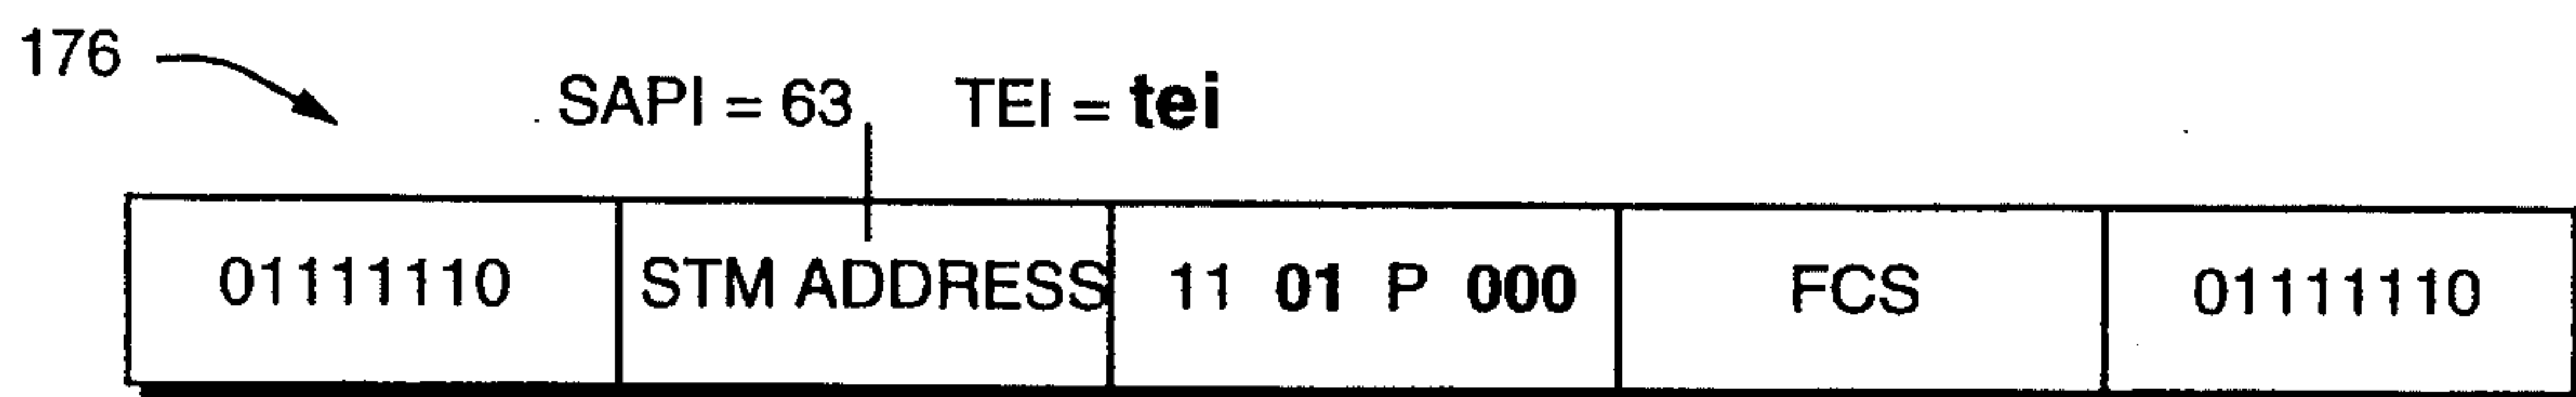 176
SAPI = 63 TEI = tei
01111110 STM ADDRESS 11 01 P 000 FCS 01111110